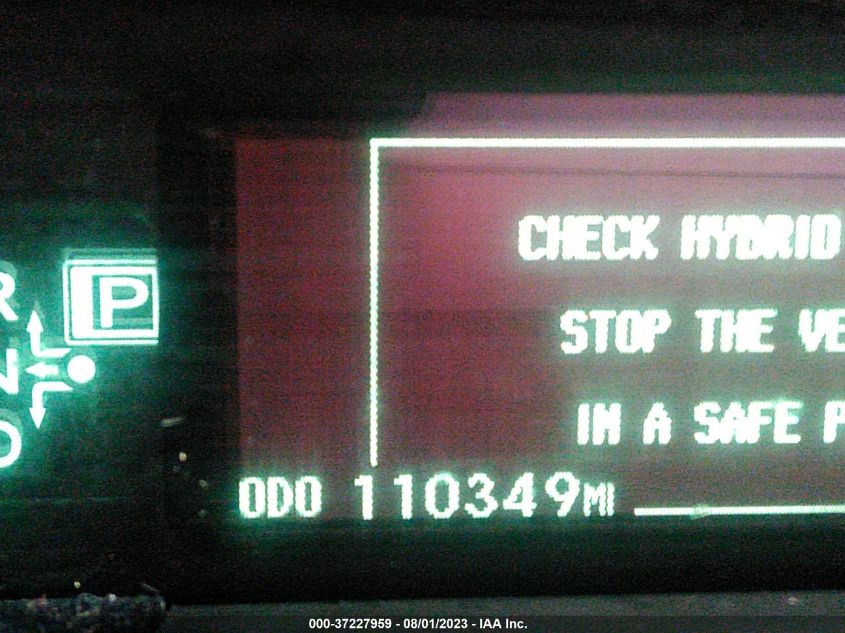 CHECK HYBRID
STOP THE VE
IN A SAFE P
R
P
N
D
ODO 110349MI
000-37227959 - 08/01/2023 - IAA Inc.